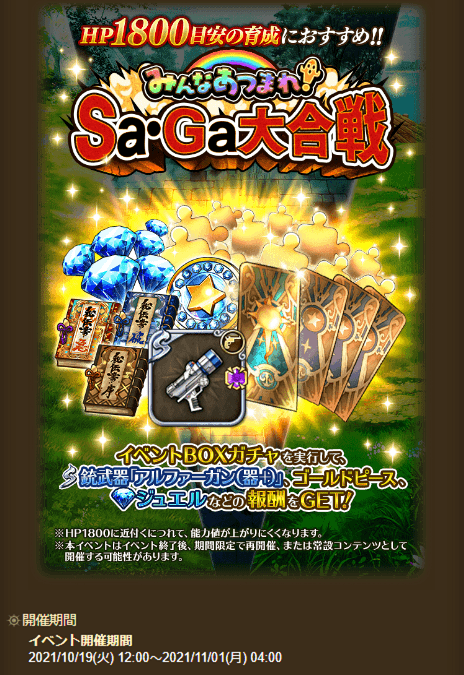 HP1800目安の育成におすすめ!!
みんなあつまれ!
Sa・Ga大合戦
イベントBOXガチャを実行して、
S銃武器「アルファーガン(器十)」、ゴールドピース、
ジュエルなどの報酬をGET!
※HP1800に近付くにつれて、能力値が上がりにくくなります。
※本イベントはイベント終了後、期間限定で再開催、または常設コンテンツとして
開催する可能性があります。
開催期間
イベント開催期間
2021/10/19(火) 12:00～2021/11/01(月) 04:00